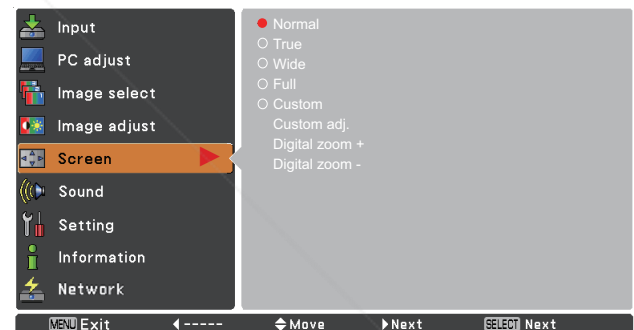 Input
PC adjust
Image select
Image adjust
Screen
Sound
Setting
Information
Network
Normal
True
Wide
Full
Custom
Custom adj.
Digital zoom +
Digital zoom -
MENU Exit ----- Move Next SELECT Next